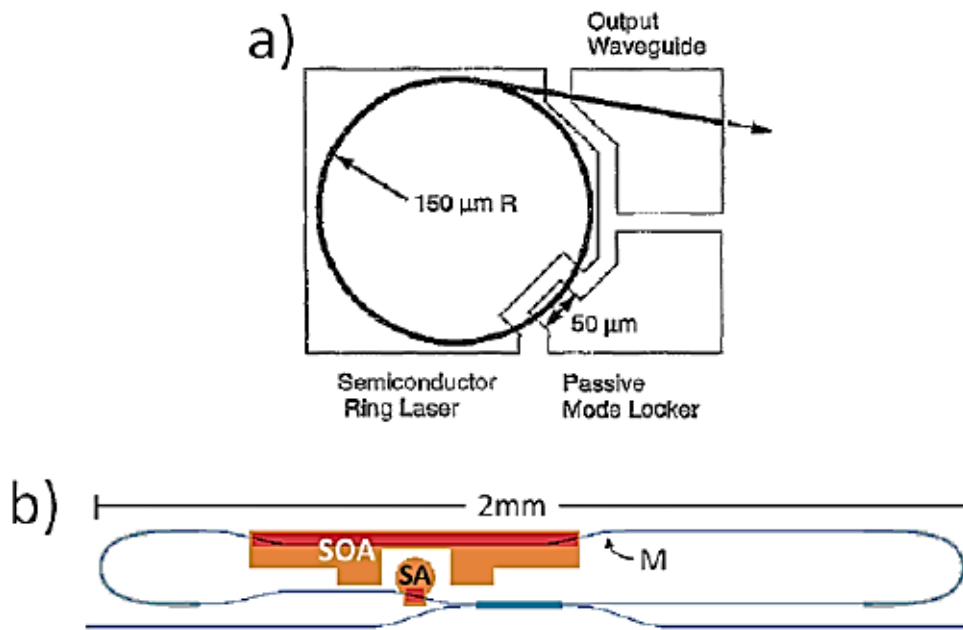 a)
Output
Waveguide
150 μm R
50 μm
Semiconductor
Ring Laser
Passive
Mode Locker
b)
2mm
SOA
SA
M